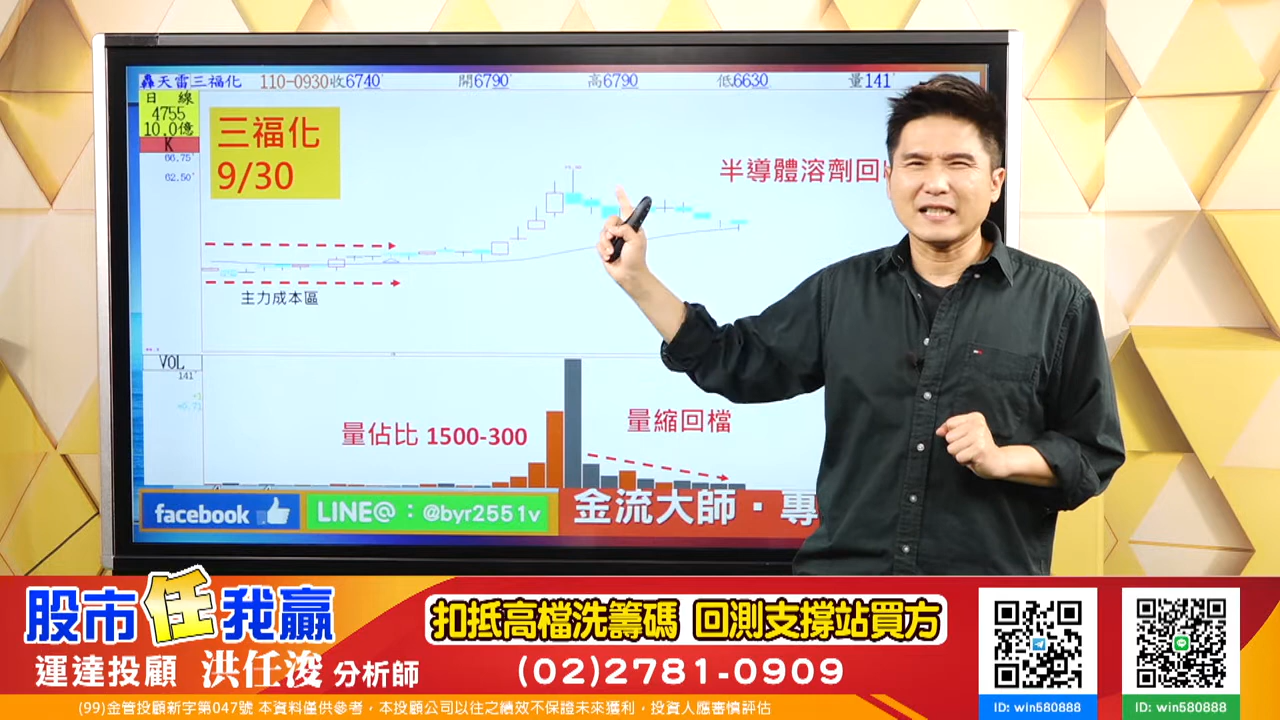 轟天雷三福化 110-0930收6740 開6790 高6790 低6630 量141
日 線
4755
10.0億
K
66.75
62.50
三福化
9/30
半導體溶劑回
主力成本區
VOL
141
量佔比 1500-300
量縮回檔
facebook
LINE@：@byr2551v
金流大師・專
股市任我贏
運達投顧 洪任浚 分析師
扣抵高檔洗籌碼 回測支撐站買方
(02)2781-0909
ID: win580888
ID: win580888
(99)金管投顧新字第047號 本資料僅供參考，本投顧公司以往之績效不保證未來獲利，投資人應審慎評估